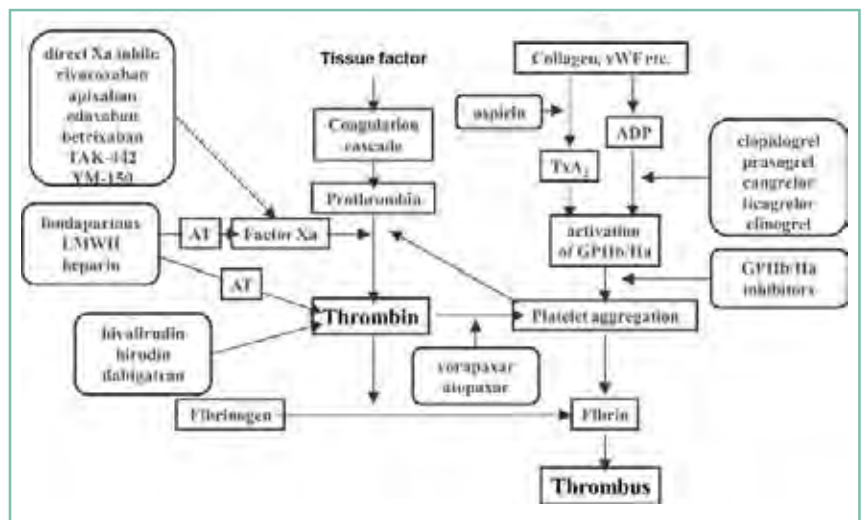 direct Xa inhib:
rivaroxaban
apixaban
edoxaban
betrixaban
TAK-442
YM-150
Tissue factor
Coagulation
cascade
Prothrombin
Collagen, vWF etc.
aspirin
ADP
TxA2
clopidogrel
prasugrel
cangrelor
ticagrelor
elinogrel
fondaparinux
LMWH
heparin
AT
Factor Xa
activation
of GPIIb/IIa
AT
GPIIb/IIa
inhibitors
Thrombin
Platelet aggregation
bivalirudin
hirudin
dabigatran
vorapaxar
atopaxar
Fibrinogen
Fibrin
Thrombus